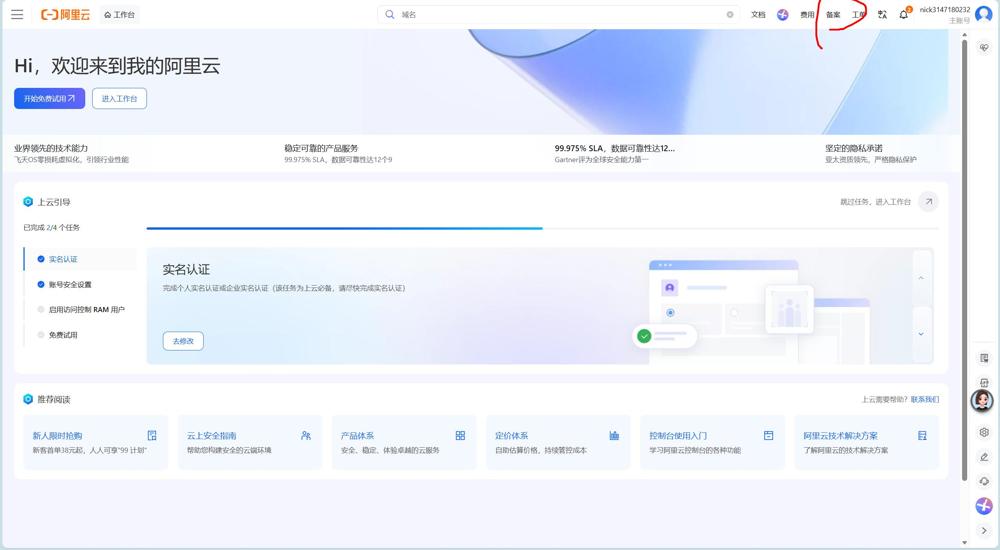 阿里云
工作台
域名
文档
费用
备案
工单
2
nick3147180232
主账号
Hi，欢迎来到我的阿里云
开始免费试用
进入工作台
业界领先的技术能力
飞天OS零损耗虚拟化，引领行业性能
稳定可靠的产品服务
99.975% SLA，数据可靠性达12个9
99.975% SLA，数据可靠性达12...
Gartner评为全球安全能力第一
坚定的隐私承诺
亚太资质领先，严格隐私保护
上云引导
跳过任务，进入工作台
已完成 2/4 个任务
实名认证
账号安全设置
启用访问控制 RAM 用户
免费试用
实名认证
完成个人实名认证或企业实名认证（该任务为上云必备，请尽快完成实名认证）
去修改
APP
推荐阅读
上云需要帮助？联系我们
新人限时抢购
新客首单38元起，人人可享"99 计划"
云上安全指南
帮助您构建安全的云端环境
产品体系
安全、稳定、体验卓越的云服务
定价体系
自助估算价格，持续管控成本
控制台使用入门
学习阿里云控制台的各种功能
阿里云技术解决方案
了解阿里云的技术解决方案